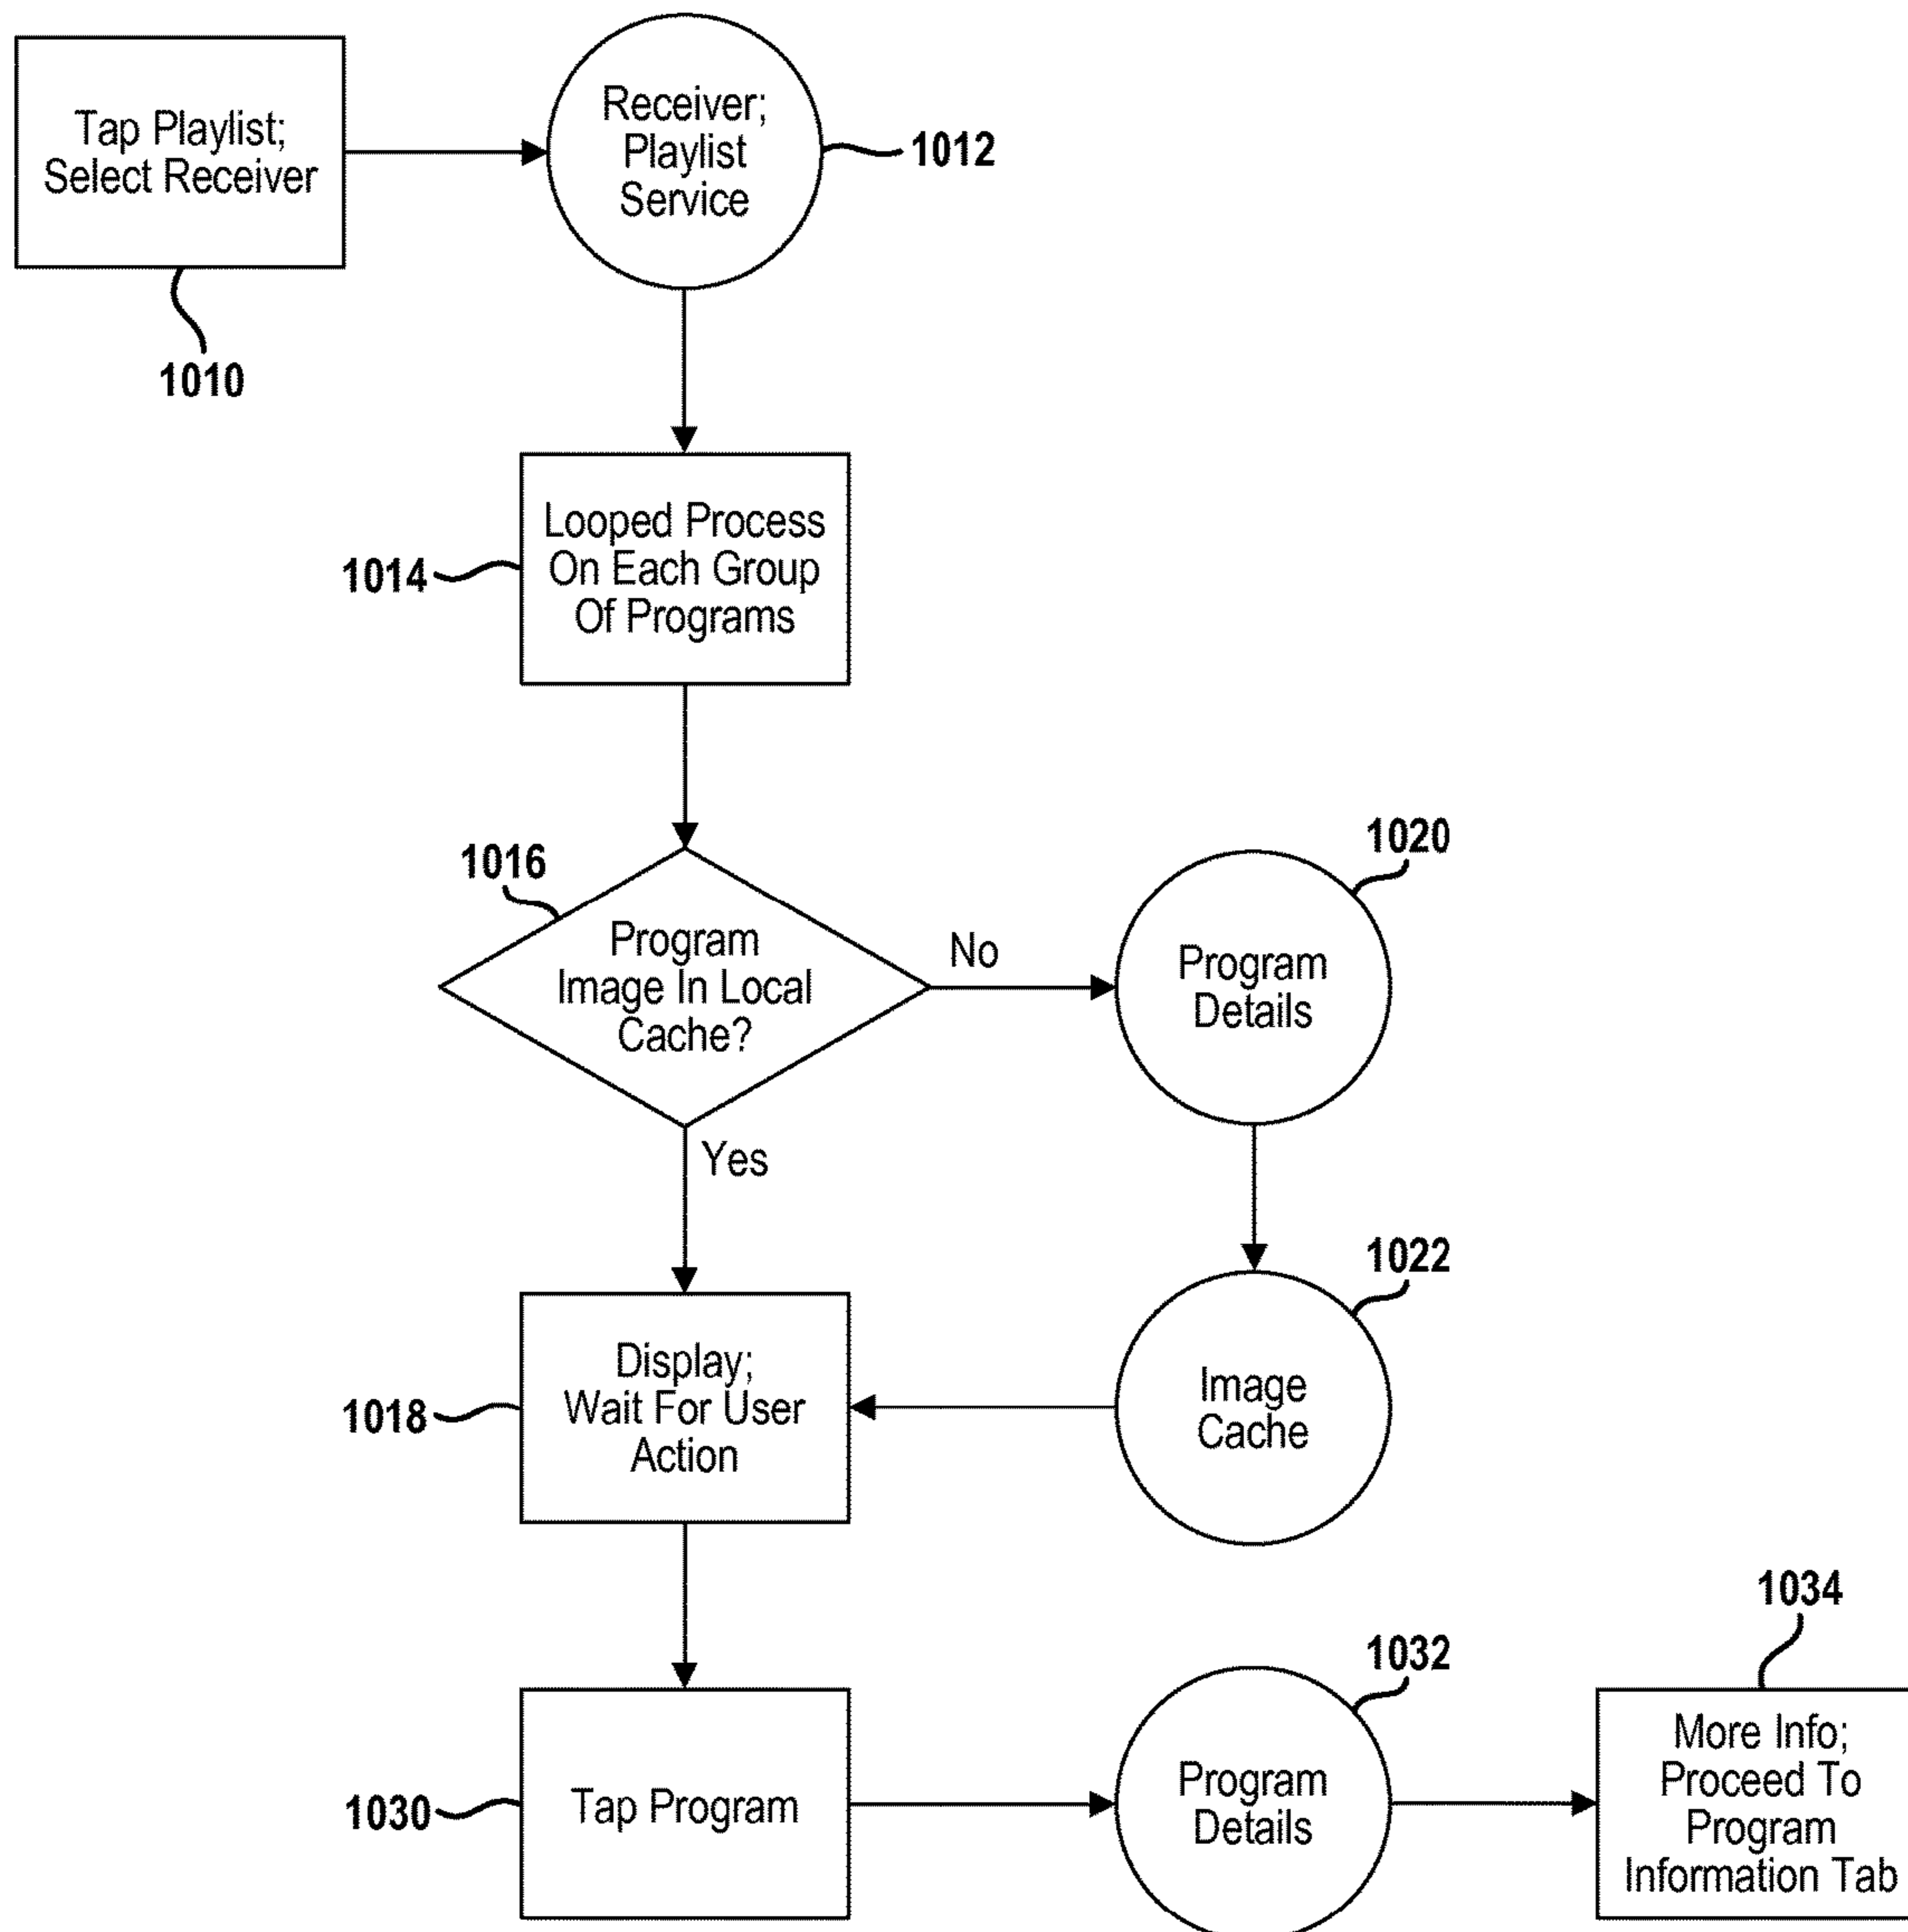 Tap Playlist;
Select Receiver
1010
Receiver;
Playlist
Service
1012
Looped Process
On Each Group
Of Programs
1014
1016
Program
Image In Local
Cache?
No
Yes
1020
Program
Details
1022
Image
Cache
Display;
Wait For User
Action
1018
Tap Program
1030
1032
Program
Details
1034
More Info;
Proceed To
Program
Information Tab